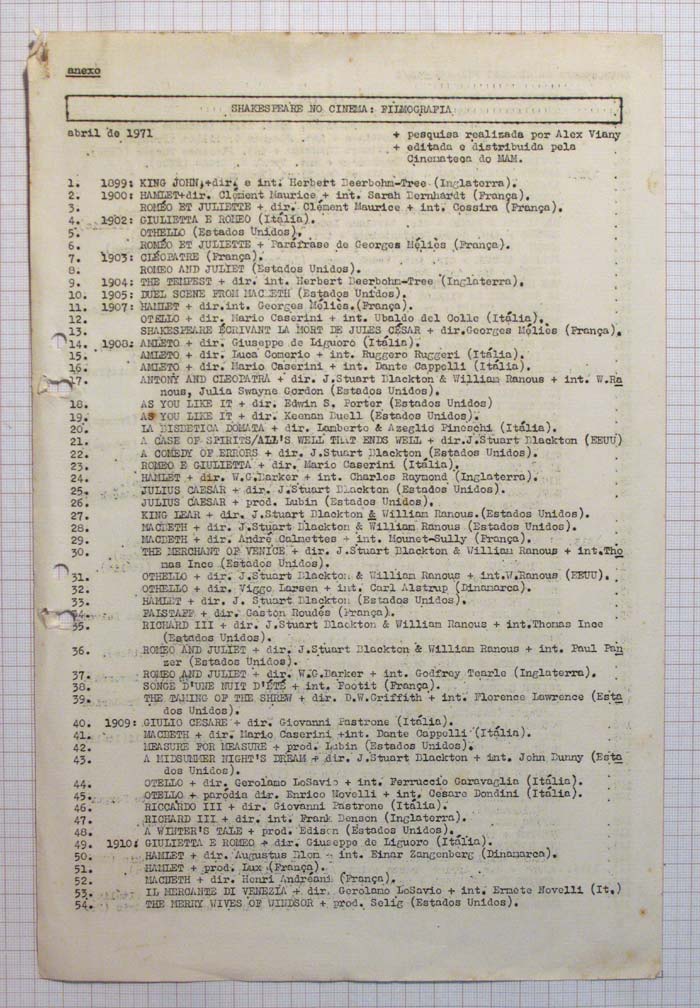 anexo
SHAKESPEARE NO CINEMA: FILMOGRAFIA
abril de 1971
+ pesquisa realizada por Alex Viany
+ editada e distribuida pela
Cinemateca do MAM.
1. 1899: KING JOHN,+dir. e int. Herbert Beerbohm-Tree (Inglaterra).
2. 1900: HAMLET+dir. Clément Maurice + int. Sarah Bernhardt (França).
3. ROMÉO ET JULIETTE + dir. Clément Maurice + int. Cossira (França).
4. 1902: GIULIETTA E ROMEO (Itália).
5. OTHELLO (Estados Unidos).
6. ROMÉO ET JULIETTE + Paráfrase de Georges Méliès (França).
7. 1903: CLÉOPATRE (França).
8. ROMEO AND JULIET (Estados Unidos).
9. 1904: THE TEMPEST + dir. int. Herbert Deerbohm-Tree (Inglaterra).
10. 1905: DUEL SCENE FROM MACBETH (Estados Unidos).
11. 1907: HAMLET + dir.int. Georges Méliès.(França).
12. OTELLO + dir. Mario Caserini + int. Ubaldo del Colle (Itália).
13. SHAKESPEARE ÉCRIVANT LA MORT DE JULES CÉSAR + dir.Georges Méliès (França).
14. 1908: AMLETO + dir. Giuseppe de Liguoro (Itália).
15. AMLETO + dir. Luca Comerio + int. Ruggero Ruggeri (Itália).
16. AMLETO + dir. Mario Caserini + int. Dante Cappelli (Itália).
17. ANTONY AND CLEOPATRA + dir. J.Stuart Blackton & William Ranous + int. W.Ra
nous, Julia Swayne Gordon (Estados Unidos).
18. AS YOU LIKE IT + dir. Edwin S. Porter (Estados Unidos)
19. AS YOU LIKE IT + dir. Keenan Buell (Estados Unidos).
20. LA BISBETICA DOMATA + dir. Lamberto & Azeglio Pineschi (Itália).
21. A CASE OF SPIRITS/ALL'S WELL THAT ENDS WELL + dir.J.Stuart Blackton (EEUU)
22. A COMEDY OF ERRORS + dir. J.Stuart Blackton (Estados Unidos).
23. ROMEO E GIULIETTA + dir. Mario Caserini (Itália).
24. HAMLET + dir. W.G.Barker + int. Charles Raymond (Inglaterra).
25. JULIUS CAESAR + dir. J.Stuart Blackton (Estados Unidos).
26. JULIUS CAESAR + prod. Lubin (Estados Unidos).
27. KING LEAR + dir. J.Stuart Blackton & William Ranous.(Estados Unidos).
28. MACBETH + dir. J.Stuart Blackton & William Ranous (Estados Unidos).
29. MACBETH + dir. André Calmettes + int. Mounet-Sully (França).
30. THE MERCHANT OF VENICE + dir. J.Stuart Blackton & William Ranous + int.Tho
mas Ince (Estados Unidos).
31. OTHELLO + dir. J.Stuart Blackton & William Ranous + int.W.Ranous (EEUU).
32. OTHELLO + dir. Viggo Larsen + int. Carl Alstrup (Dinamarca).
33. HAMLET + dir. J. Stuart Blackton (Estados Unidos).
34. FALSTAFF + dir. Gaston Roudès (França).
35. RICHARD III + dir. J.Stuart Blackton & William Ranous + int.Thomas Ince
(Estados Unidos).
36. ROMEO AND JULIET + dir. J.Stuart Blackton & William Ranous + int. Paul Pan
zer (Estados Unidos).
37. ROMEO AND JULIET + dir. W.G.Barker + int. Godfrey Tearle (Inglaterra).
38. SONGE D'UNE NUIT D'ÉTÉ + int. Footit (França).
39. THE TAMING OF THE SHREW + dir. D.W.Griffith + int. Florence Lawrence (Esta
dos Unidos).
40. 1909: GIULIO CESARE + dir. Giovanni Pastrone (Itália).
41. MACBETH + dir. Mario Caserini +int. Dante Cappelli (Itália).
42. MEASURE FOR MEASURE + prod. Lubin (Estados Unidos).
43. A MIDSUMMER NIGHT'S DREAM + dir. J.Stuart Blackton + int. John Bunny (Esta
dos Unidos).
44. OTELLO + dir. Gerolamo LoSavio + int. Ferruccio Garavaglia (Itália).
45. OTELLO + paródia dir. Enrico Novelli + int. Cesare Dondini (Itália).
46. RICCARDO III + dir. Giovanni Pastrone (Itália).
47. RICHARD III + dir. int. Frank Benson (Inglaterra).
48. A WINTER'S TALE + prod. Edison (Estados Unidos).
49. 1910: GIULIETTA E ROMEO + dir. Giuseppe de Liguoro (Itália).
50. HAMLET + dir. Augustus Blom + int. Einar Zangenberg (Dinamarca).
51. HAMLET + prod. Lux (França).
52. MACBETH + dir. Henri Andréani (França).
53. IL MERCANTE DI VENEZIA + dir. Gerolamo LoSavio + int. Ermete Novelli (It.)
54. THE MERRY WIVES OF WINDSOR + prod. Selig (Estados Unidos).